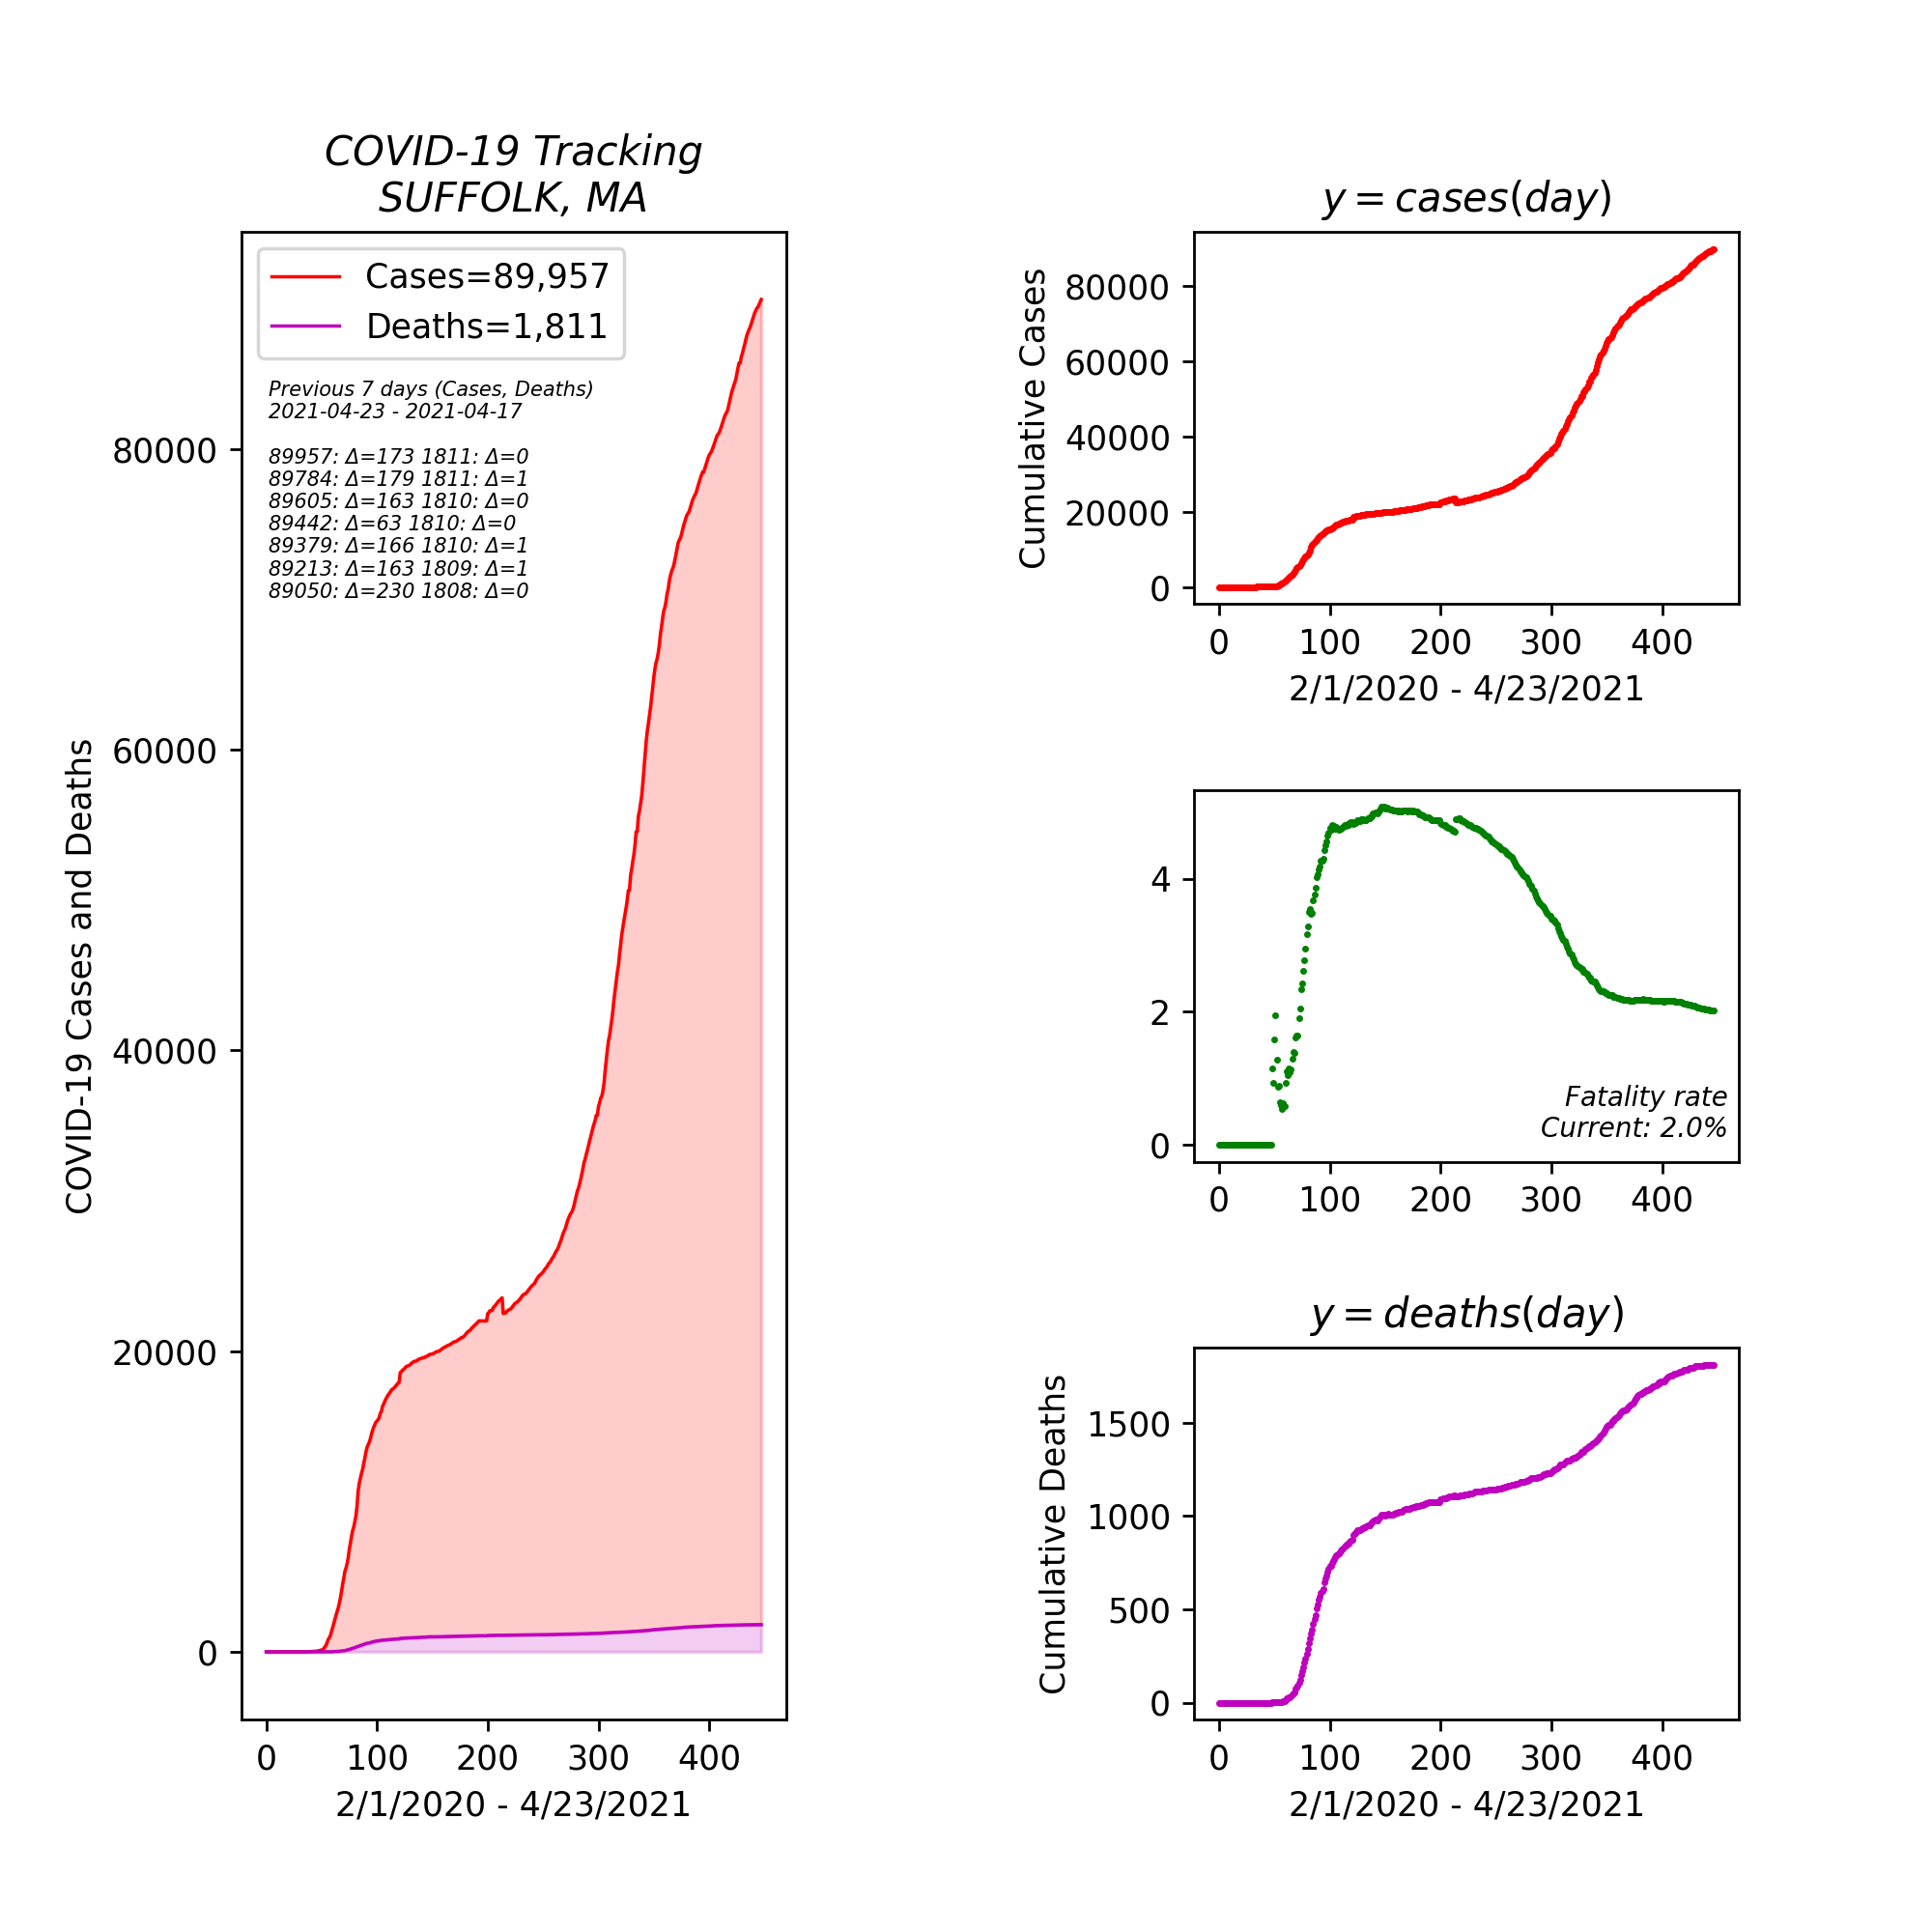 COVID-19 Tracking
SUFFOLK, MA
Cases=89,957
Deaths=1,811
Previous 7 days (Cases, Deaths)
2021-04-23 - 2021-04-17
89957: Δ=173 1811: Δ=0
89784: Δ=179 1811: Δ=1
89605: Δ=163 1810: Δ=0
89442: Δ=63 1810: Δ=0
89379: Δ=166 1810: Δ=1
89213: Δ=163 1809: Δ=1
89050: Δ=230 1808: Δ=0
COVID-19 Cases and Deaths
80000
60000
40000
20000
0
0 100 200 300 400
2/1/2020 - 4/23/2021
y = cases(day)
Cumulative Cases
80000
60000
40000
20000
0
0 100 200 300 400
2/1/2020 - 4/23/2021
4
2
0
Fatality rate
Current: 2.0%
0 100 200 300 400
y = deaths(day)
Cumulative Deaths
1500
1000
500
0
0 100 200 300 400
2/1/2020 - 4/23/2021